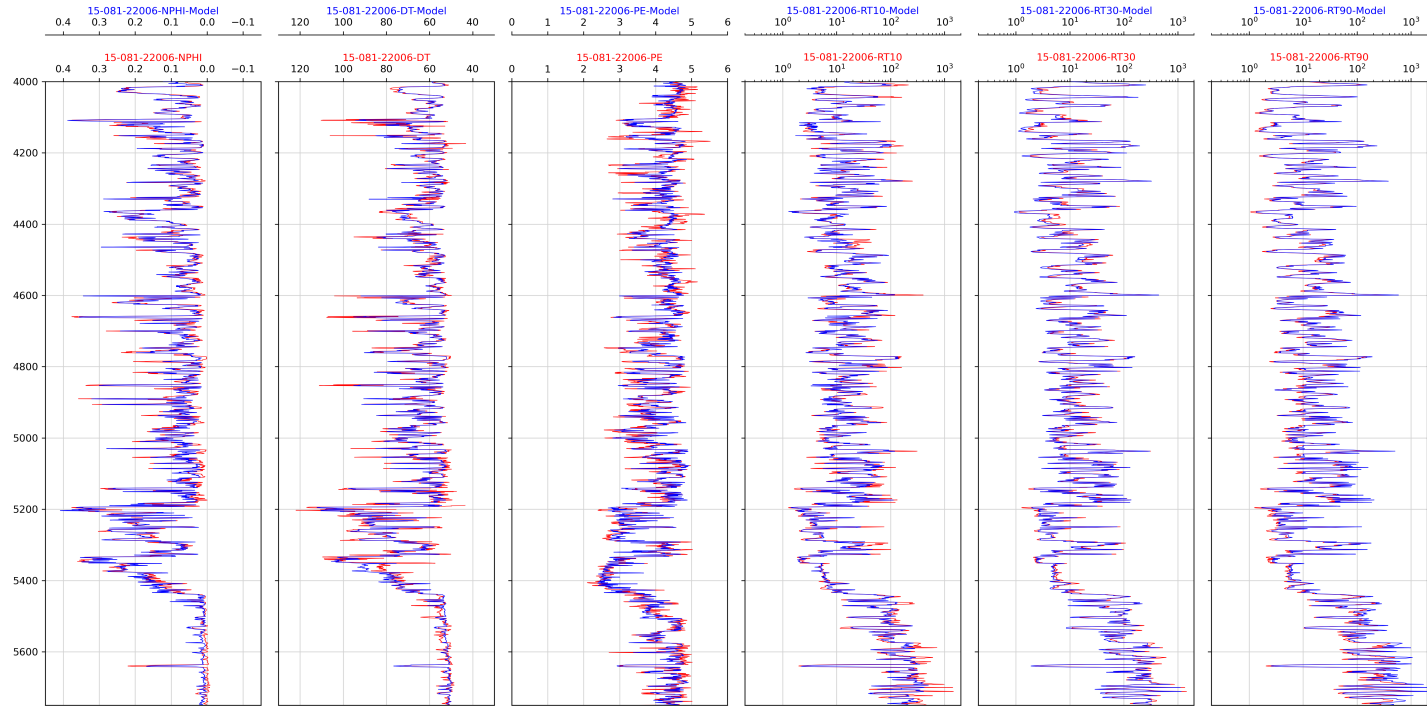 15-081-22006-NPHI-Model 15-081-22006-DT-Model 15-081-22006-PE-Model 15-081-22006-RT10-Model 15-081-22006-RT30-Model 15-081-22006-RT90-Model
0.4 0.3 0.2 0.1 0.0 −0.1 120 100 80 60 40 0 1 2 3 4 5 6 10⁰ 10¹ 10² 10³ 10⁰ 10¹ 10² 10³ 10⁰ 10¹ 10² 10³
15-081-22006-NPHI 15-081-22006-DT 15-081-22006-PE 15-081-22006-RT10 15-081-22006-RT30 15-081-22006-RT90
0.4 0.3 0.2 0.1 0.0 −0.1 120 100 80 60 40 0 1 2 3 4 5 6 10⁰ 10¹ 10² 10³ 10⁰ 10¹ 10² 10³ 10⁰ 10¹ 10² 10³
4000
4200
4400
4600
4800
5000
5200
5400
5600